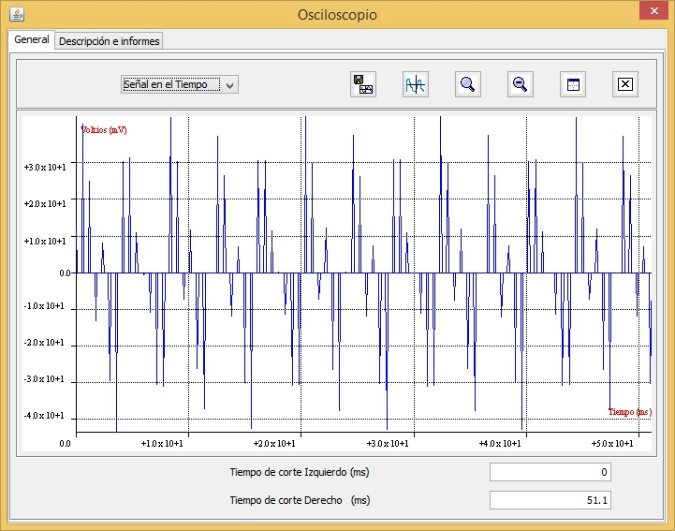 Osciloscopio
General
Descripción e informes
Señal en el Tiempo
Voltios (mV)
+3.0 x 10+1
+2.0 x 10+1
+1.0 x 10+1
0.0
-1.0 x 10+1
-2.0 x 10+1
-3.0 x 10+1
-4.0 x 10+1
Tiempo (ms)
0.0
+1.0 x 10+1
+2.0 x 10+1
+3.0 x 10+1
+4.0 x 10+1
+5.0 x 10+1
Tiempo de corte Izquierdo (ms)
0
Tiempo de corte Derecho (ms)
51.1